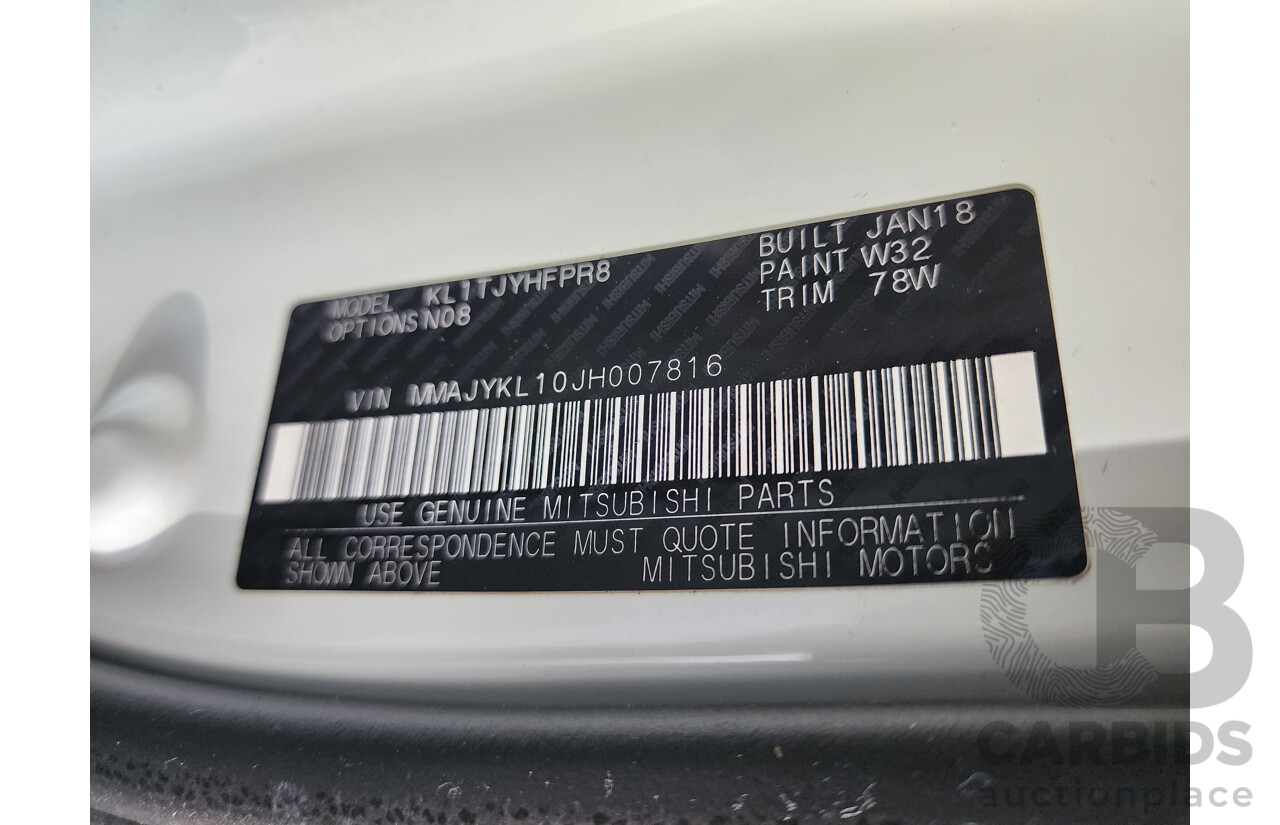 MODEL KL1TJYHFPR8
OPTIONS N08
BUILT JAN18
PAINT W32
TRIM 78W
VIN MMAJYKL10JH007816
USE GENUINE MITSUBISHI PARTS
ALL CORRESPONDENCE MUST QUOTE INFORMATION
SHOWN ABOVE MITSUBISHI MOTORS
CB
CARBIDS
auctionplace